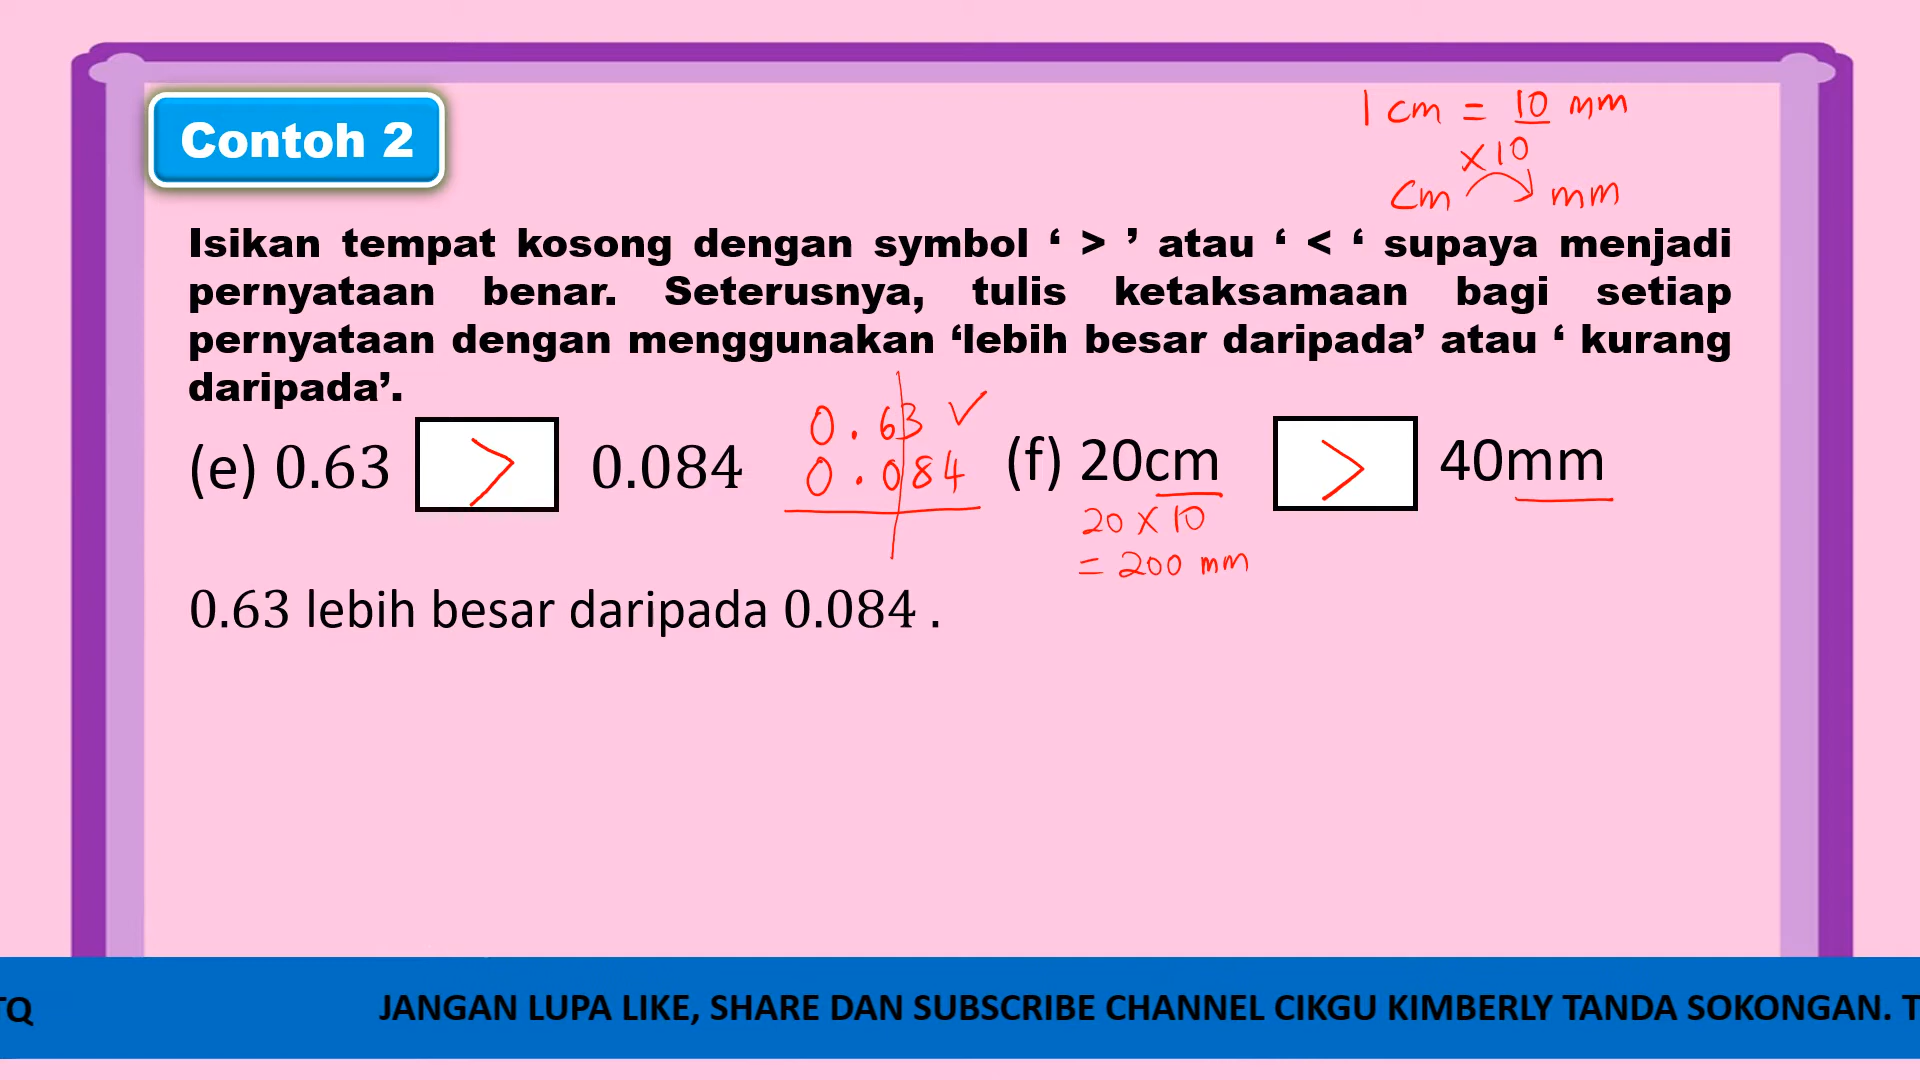 Contoh 2
1 cm = 10 mm
×10
cm mm
Isikan tempat kosong dengan symbol ‘ > ’ atau ‘ < ‘ supaya menjadi
pernyataan benar. Seterusnya, tulis ketaksamaan bagi setiap
pernyataan dengan menggunakan ‘lebih besar daripada’ atau ‘ kurang
daripada’.
(e) 0.63 > 0.084
0.63 ✓
0.084
(f) 20cm > 40mm
20 × 10
= 200 mm
0.63 lebih besar daripada 0.084 .
TQ JANGAN LUPA LIKE, SHARE DAN SUBSCRIBE CHANNEL CIKGU KIMBERLY TANDA SOKONGAN. T